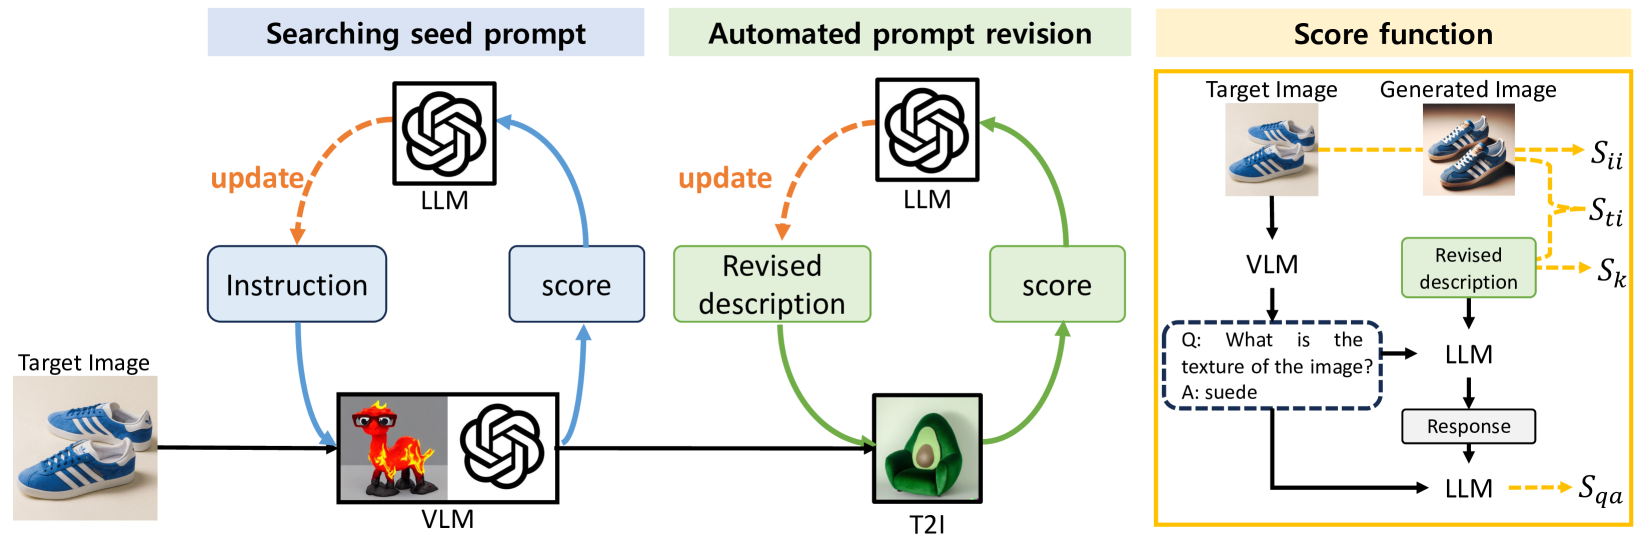 Searching seed prompt
Automated prompt revision
Score function
LLM
update
Instruction
score
Target Image
VLM
LLM
update
Revised
description
score
T2I
Target Image
Generated Image
S_{ii}
S_{ti}
S_k
VLM
Revised
description
Q: What is the
texture of the image?
A: suede
LLM
Response
LLM
S_{qa}